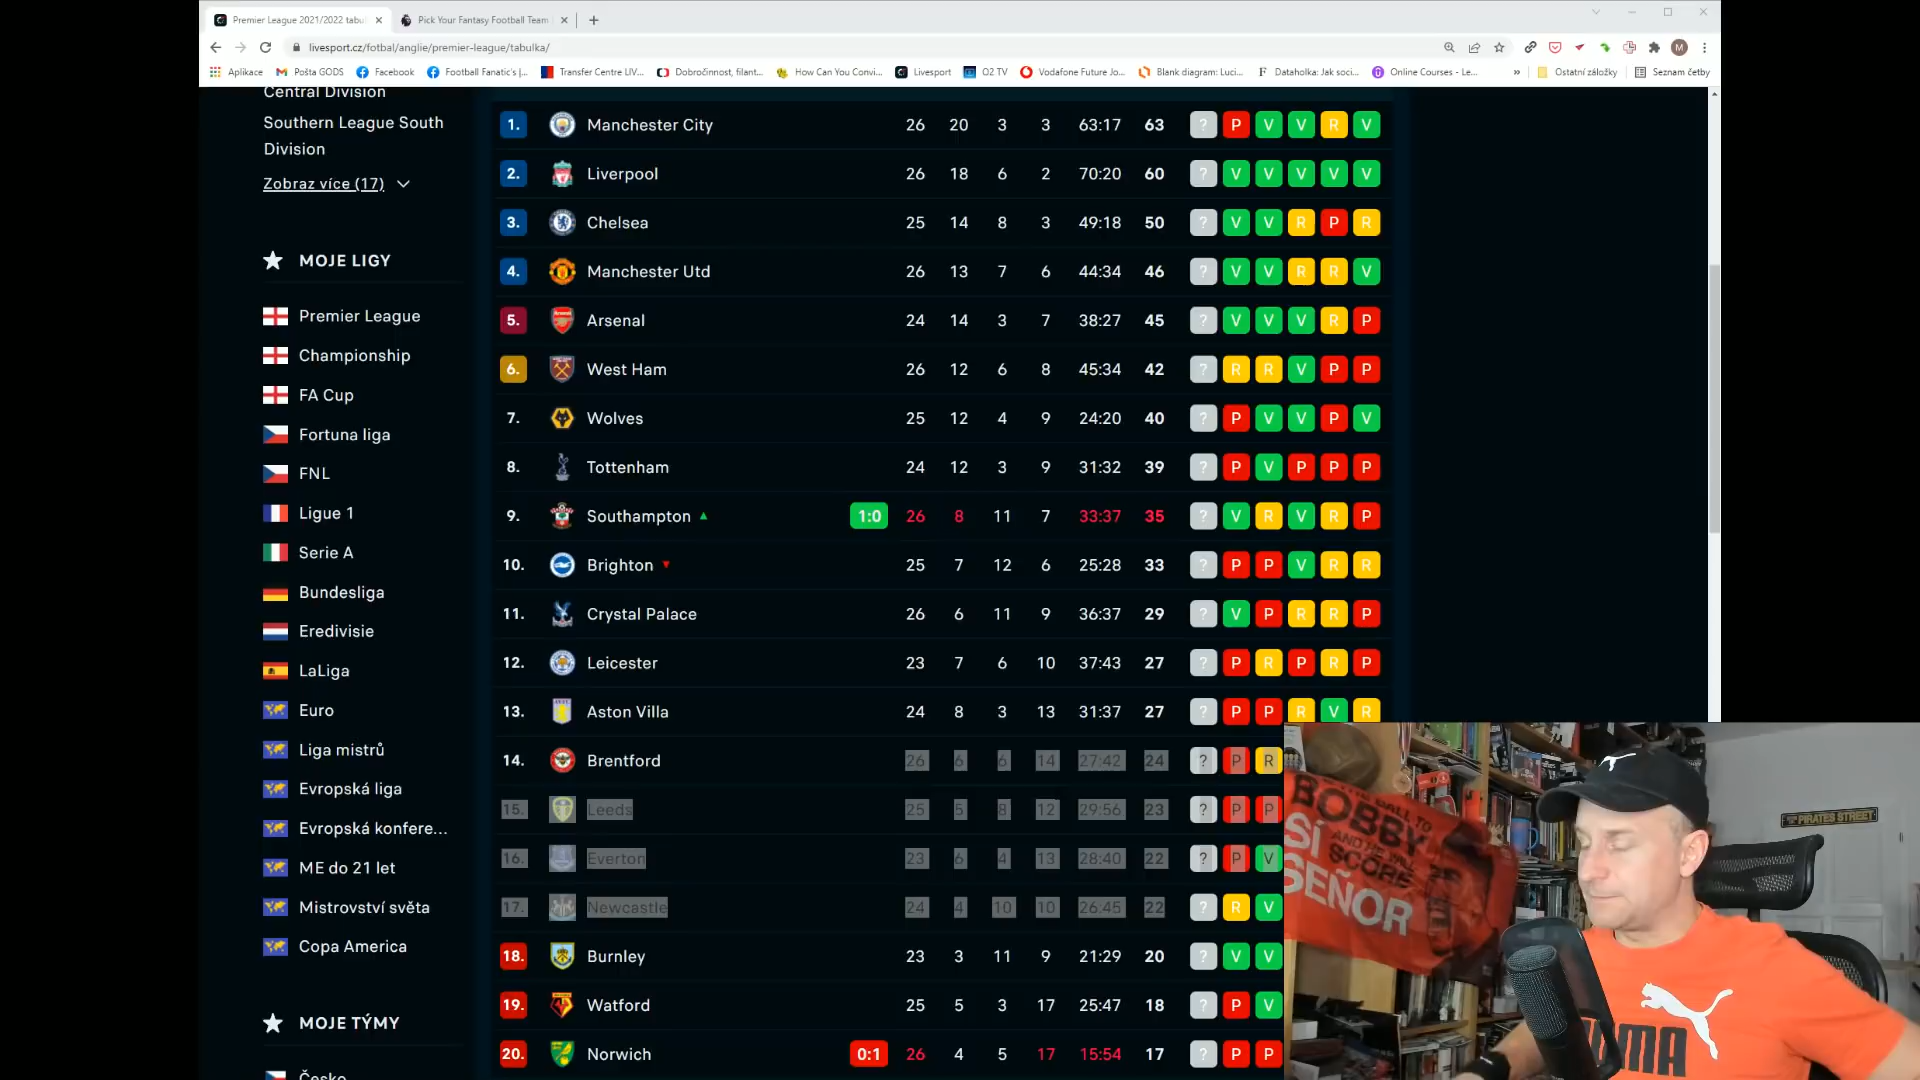 Premier League 2021/2022 tabu
Pick Your Fantasy Football Team
livesport.cz/fotbal/anglie/premier-league/tabulka/
M
Aplikace
Pošta GODS
Facebook
Football Fanatic's |...
Transfer Centre LIV...
Dobročinnost, filant...
How Can You Convi...
Livesport
O2 TV
Vodafone Future Jo...
Blank diagram: Luci...
Dataholka: Jak soci...
Online Courses - Le...
»
Ostatní záložky
Seznam četby
Central Division
Southern League South
Division
Zobraz více (17)
MOJE LIGY
Premier League
Championship
FA Cup
Fortuna liga
FNL
Ligue 1
Serie A
Bundesliga
Eredivisie
LaLiga
Euro
Liga mistrů
Evropská liga
Evropská konfere...
ME do 21 let
Mistrovství světa
Copa America
MOJE TÝMY
Česko
1. Manchester City 26 20 3 3 63:17 63 ? P V V R V
2. Liverpool 26 18 6 2 70:20 60 ? V V V V V
3. Chelsea 25 14 8 3 49:18 50 ? V V R P R
4. Manchester Utd 26 13 7 6 44:34 46 ? V V R R V
5. Arsenal 24 14 3 7 38:27 45 ? V V V R P
6. West Ham 26 12 6 8 45:34 42 ? R R V P P
7. Wolves 25 12 4 9 24:20 40 ? P V V P V
8. Tottenham 24 12 3 9 31:32 39 ? P V P P P
9. Southampton 1:0 26 8 11 7 33:37 35 ? V R V R P
10. Brighton 25 7 12 6 25:28 33 ? P P V R R
11. Crystal Palace 26 6 11 9 36:37 29 ? V P R R P
12. Leicester 23 7 6 10 37:43 27 ? P R P R P
13. Aston Villa 24 8 3 13 31:37 27 ? P P R V R
14. Brentford 26 6 6 14 27:42 24 ? P R
15. Leeds 25 5 8 12 29:56 23 ? P P
16. Everton 23 6 4 13 28:40 22 ? P V
17. Newcastle 24 4 10 10 26:45 22 ? R V
18. Burnley 23 3 11 9 21:29 20 ? V V
19. Watford 25 5 3 17 25:47 18 ? P V
20. Norwich 0:1 26 4 5 17 15:54 17 ? P P
THE BALL TO
BOBBY
AND HE WILL
SCORE
SÍ
SEÑOR
PIRATES STREET
PUMA